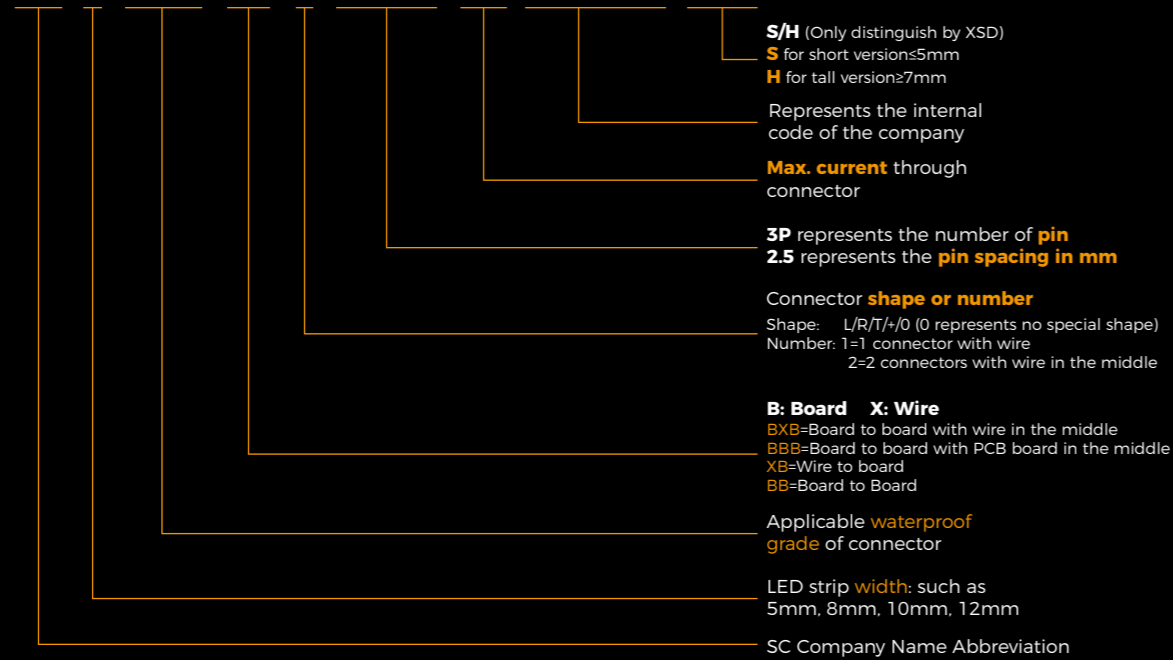 S/H (Only distinguish by XSD)
S for short version≤5mm
H for tall version≥7mm
Represents the internal
code of the company
Max. current through
connector
3P represents the number of pin
2.5 represents the pin spacing in mm
Connector shape or number
Shape: L/R/T/+/0 (0 represents no special shape)
Number: 1=1 connector with wire
2=2 connectors with wire in the middle
B: Board X: Wire
BXB=Board to board with wire in the middle
BBB=Board to board with PCB board in the middle
XB=Wire to board
BB=Board to Board
Applicable waterproof
grade of connector
LED strip width: such as
5mm, 8mm, 10mm, 12mm
SC Company Name Abbreviation